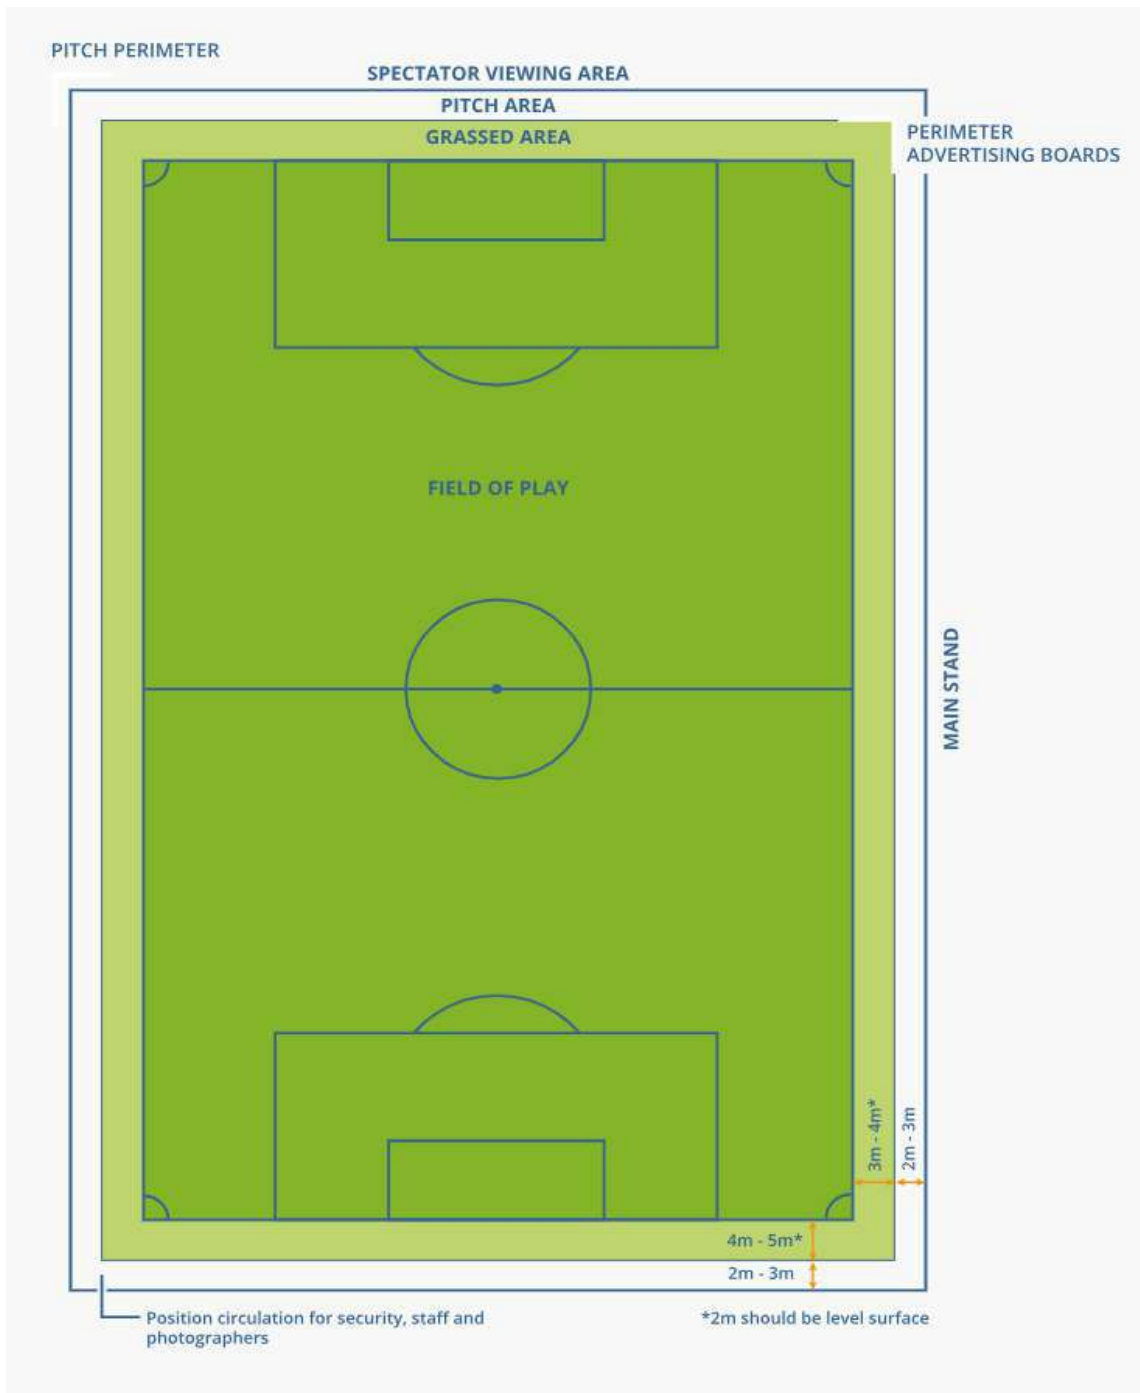 PITCH PERIMETER
SPECTATOR VIEWING AREA
PITCH AREA
GRASSED AREA
PERIMETER
ADVERTISING BOARDS
FIELD OF PLAY
MAIN STAND
3m - 4m*
2m - 3m
4m - 5m*
2m - 3m
Position circulation for security, staff and
photographers
*2m should be level surface